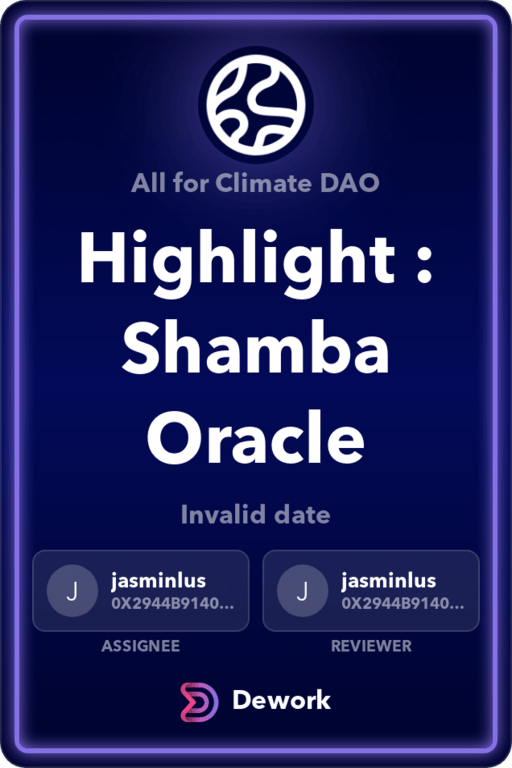 All for Climate DAO
Highlight :
Shamba
Oracle
Invalid date
J
jasminlus
0X2944B9140...
ASSIGNEE
J
jasminlus
0X2944B9140...
REVIEWER
Dework